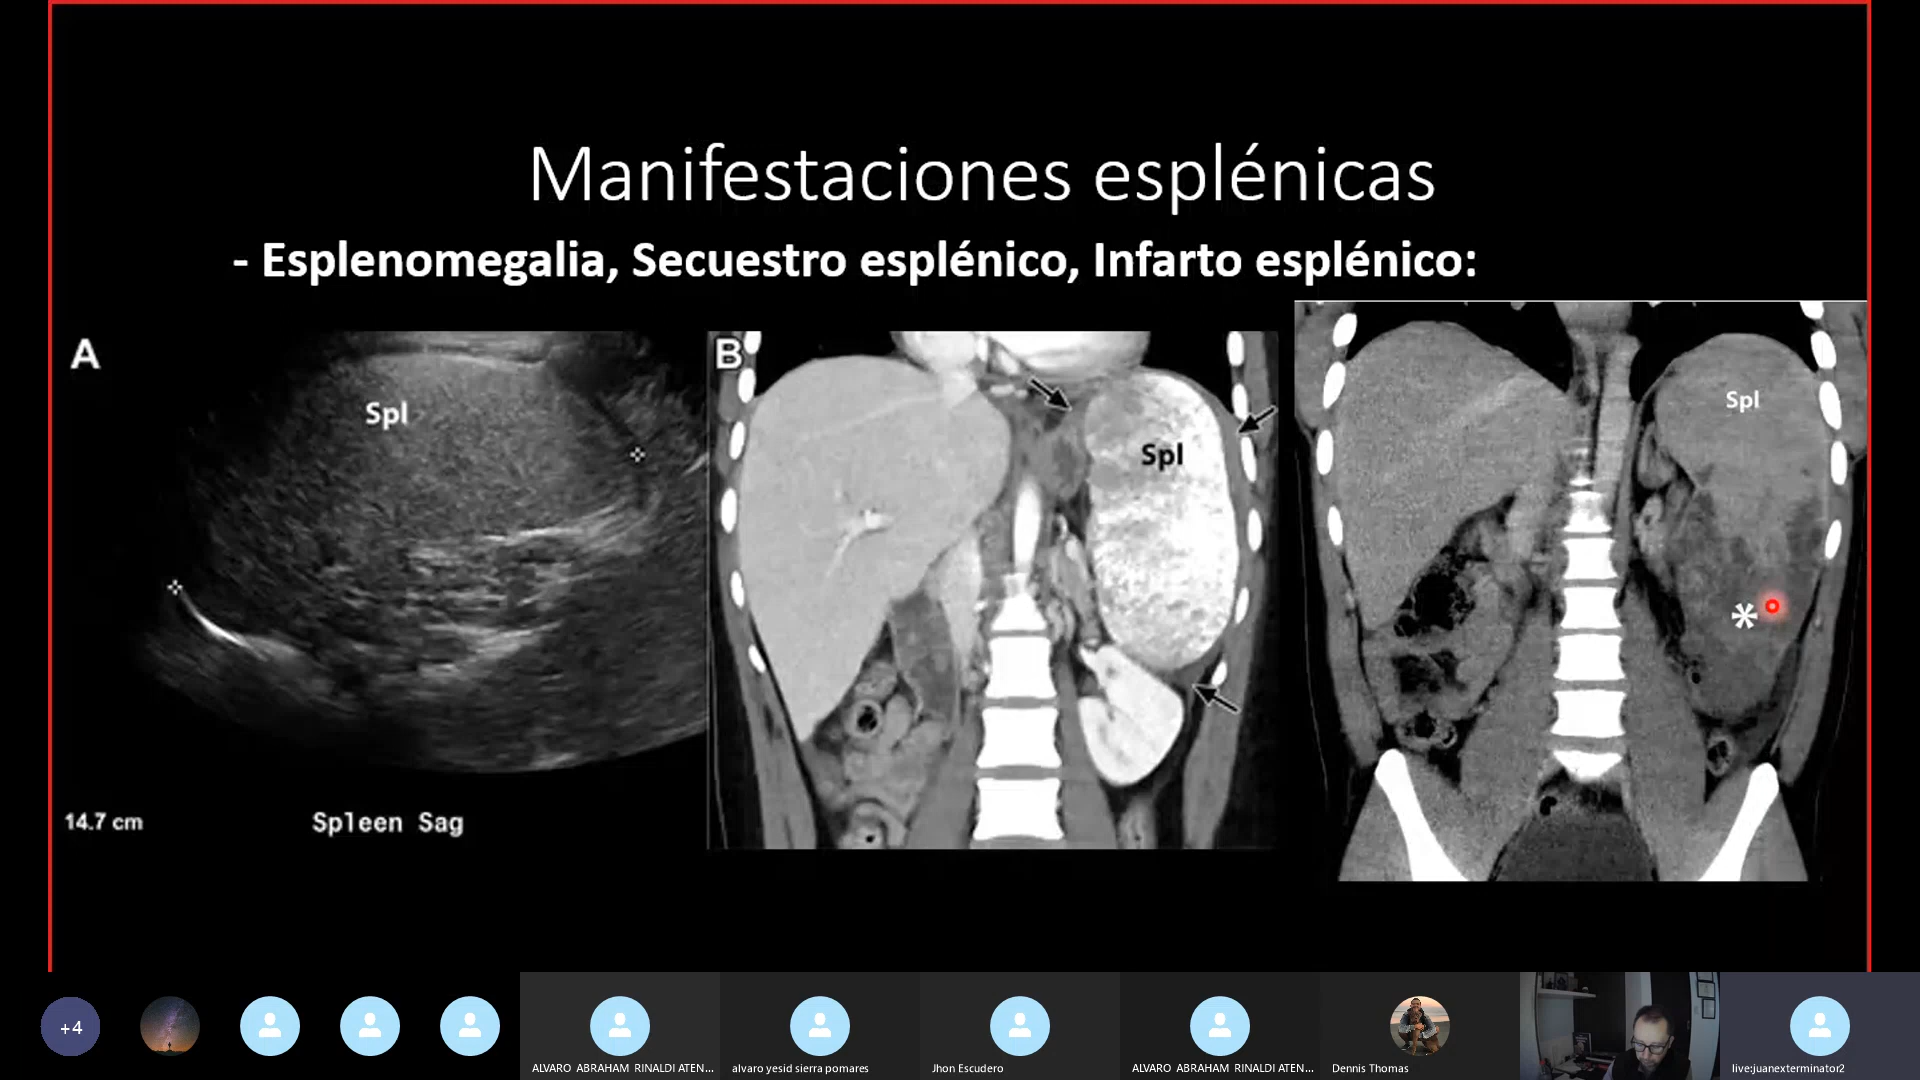 Manifestaciones esplénicas
- Esplenomegalia, Secuestro esplénico, Infarto esplénico:
A
Spl
14.7 cm
Spleen Sag
B
Spl
Spl
*
+4
ALVARO ABRAHAM RINALDI ATEN...
alvaro yesid sierra pomares
Jhon Escudero
ALVARO ABRAHAM RINALDI ATEN...
Dennis Thomas
live:juanexterminator2